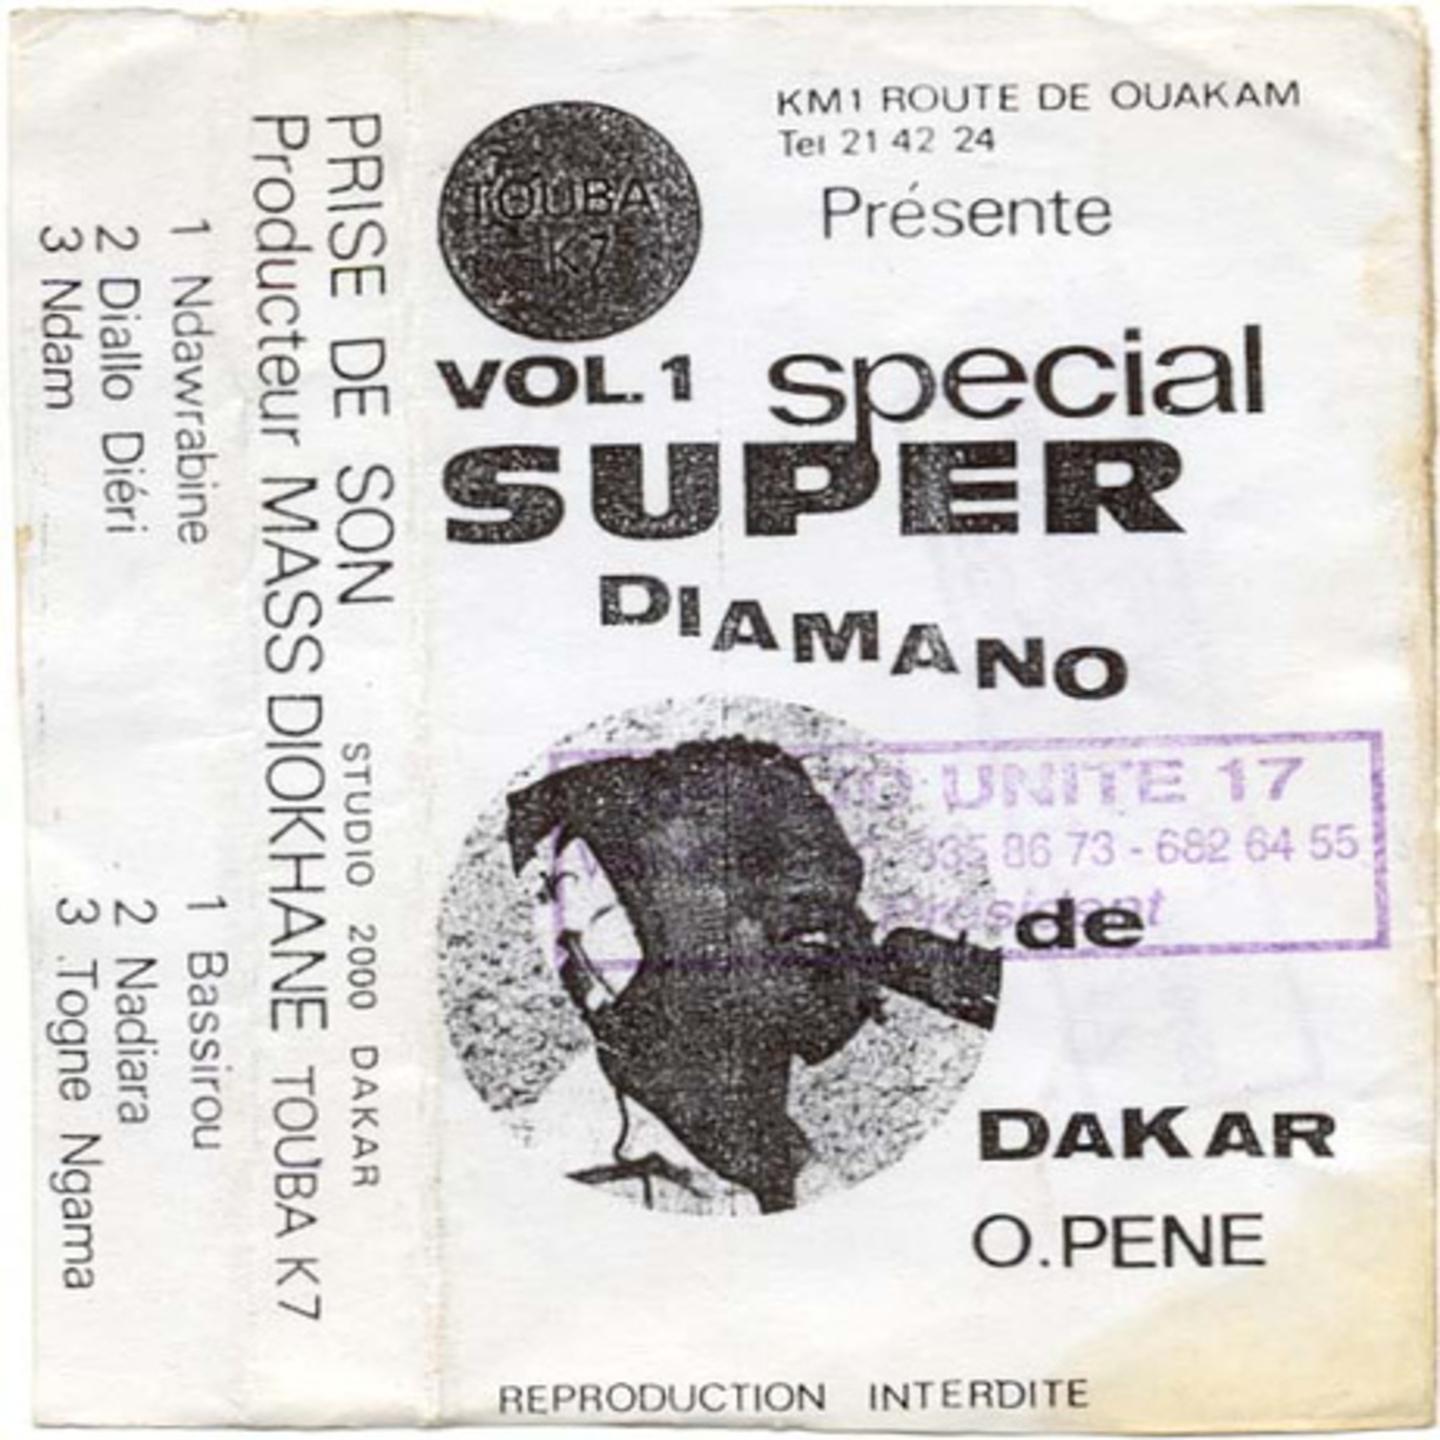 KM1 ROUTE DE OUAKAM
Tel 21 42 24
Présente
TOUBA
K7
VOL.1 special
SUPER
DIAMANO
UNITE 17
335 86 73 - 682 64 55
de
DAKAR
O.PENE
REPRODUCTION INTERDITE
PRISE DE SON STUDIO 2000 DAKAR
Producteur MASS DIOKHANE TOUBA K7
1 Ndawrabine
2 Diallo Diéri
3 Ndam
1 Bassirou
2 Nadiara
3 Togne Ngama